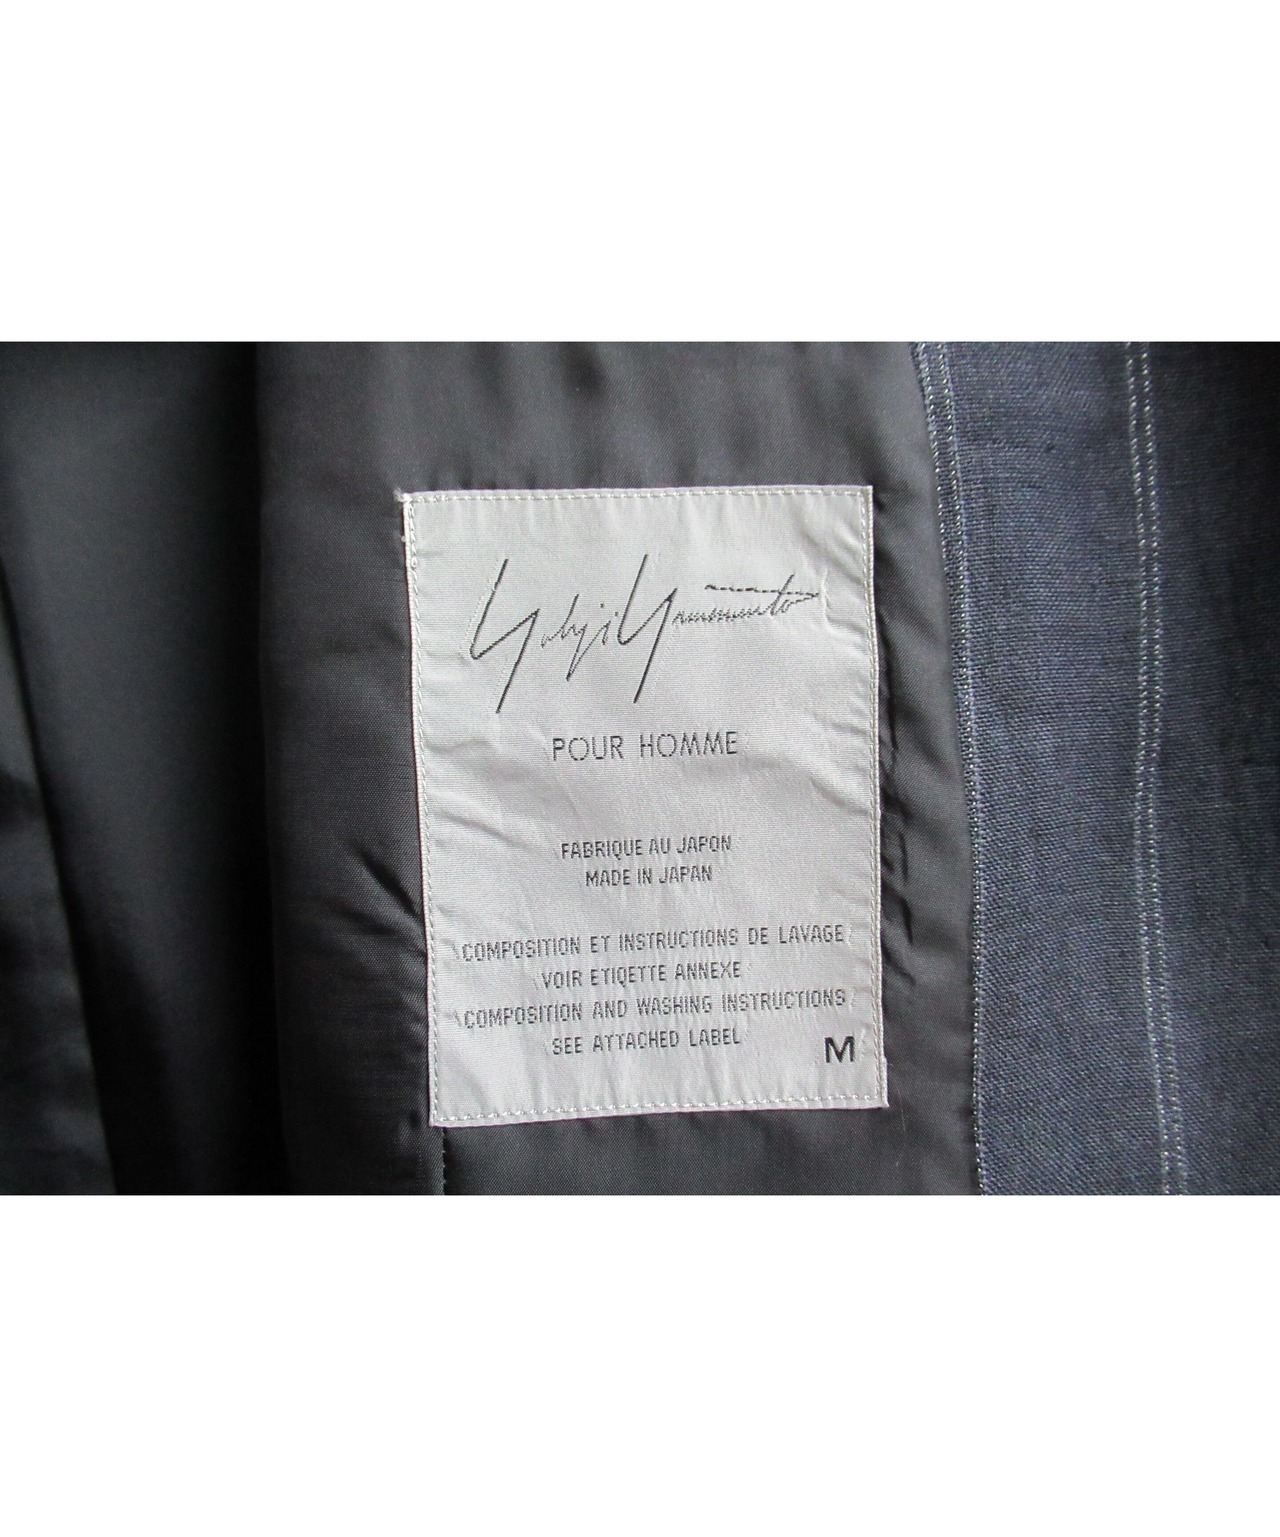 Yohji Yamamoto
POUR HOMME
FABRIQUE AU JAPON
MADE IN JAPAN
COMPOSITION ET INSTRUCTIONS DE LAVAGE
VOIR ETIQETTE ANNEXE
COMPOSITION AND WASHING INSTRUCTIONS
SEE ATTACHED LABEL
M